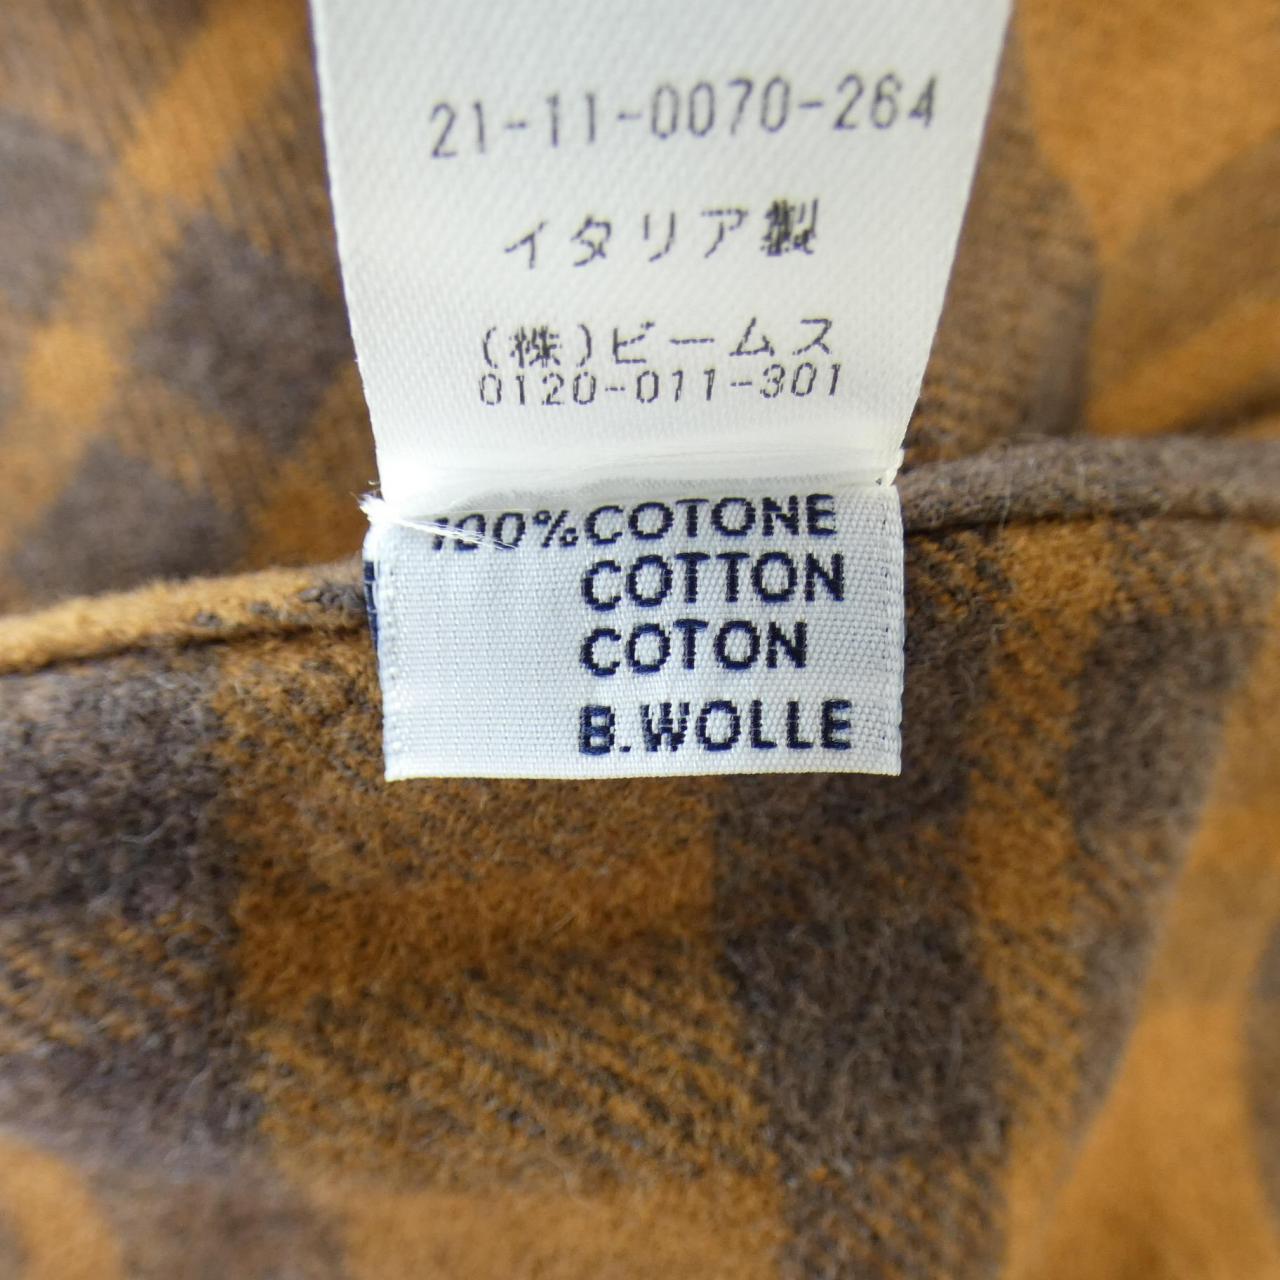 21-11-0070-264
イタリア製
(株)ビームス
0120-011-301
100%COTONE
COTTON
COTON
B.WOLLE